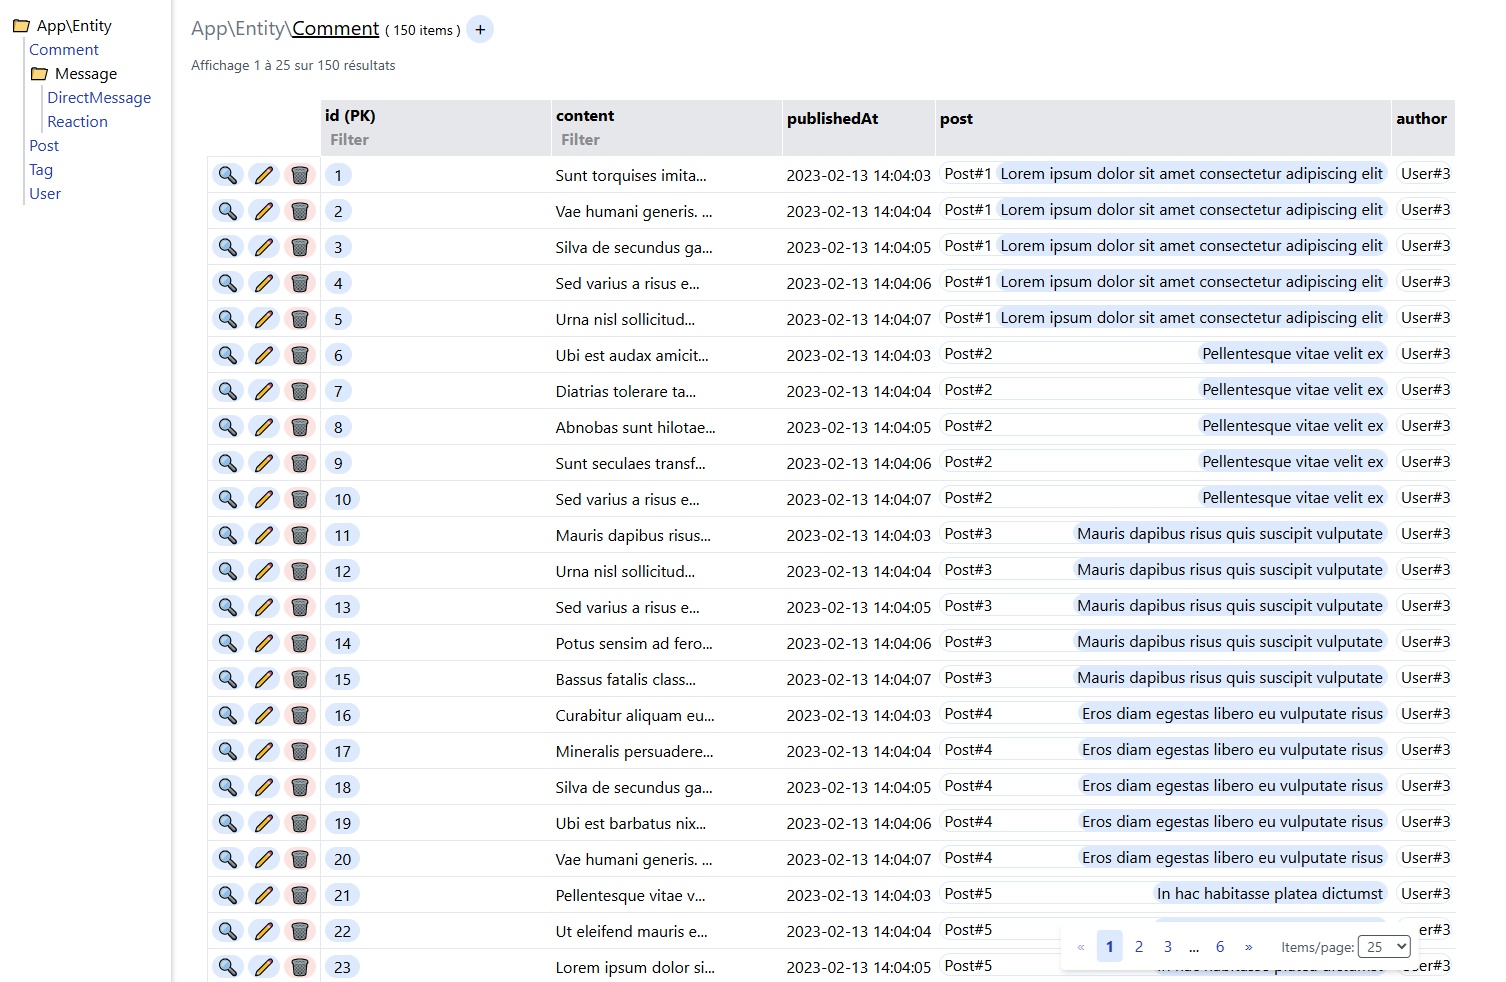 App\Entity
Comment
Message
DirectMessage
Reaction
Post
Tag
User
App\Entity\Comment ( 150 items ) +
Affichage 1 à 25 sur 150 résultats
id (PK) content publishedAt post author
Filter Filter
1 Sunt torquises imita... 2023-02-13 14:04:03 Post#1 Lorem ipsum dolor sit amet consectetur adipiscing elit User#3
2 Vae humani generis. ... 2023-02-13 14:04:04 Post#1 Lorem ipsum dolor sit amet consectetur adipiscing elit User#3
3 Silva de secundus ga... 2023-02-13 14:04:05 Post#1 Lorem ipsum dolor sit amet consectetur adipiscing elit User#3
4 Sed varius a risus e... 2023-02-13 14:04:06 Post#1 Lorem ipsum dolor sit amet consectetur adipiscing elit User#3
5 Urna nisl sollicitud... 2023-02-13 14:04:07 Post#1 Lorem ipsum dolor sit amet consectetur adipiscing elit User#3
6 Ubi est audax amicit... 2023-02-13 14:04:03 Post#2 Pellentesque vitae velit ex User#3
7 Diatrias tolerare ta... 2023-02-13 14:04:04 Post#2 Pellentesque vitae velit ex User#3
8 Abnobas sunt hilotae... 2023-02-13 14:04:05 Post#2 Pellentesque vitae velit ex User#3
9 Sunt seculaes transf... 2023-02-13 14:04:06 Post#2 Pellentesque vitae velit ex User#3
10 Sed varius a risus e... 2023-02-13 14:04:07 Post#2 Pellentesque vitae velit ex User#3
11 Mauris dapibus risus... 2023-02-13 14:04:03 Post#3 Mauris dapibus risus quis suscipit vulputate User#3
12 Urna nisl sollicitud... 2023-02-13 14:04:04 Post#3 Mauris dapibus risus quis suscipit vulputate User#3
13 Sed varius a risus e... 2023-02-13 14:04:05 Post#3 Mauris dapibus risus quis suscipit vulputate User#3
14 Potus sensim ad fero... 2023-02-13 14:04:06 Post#3 Mauris dapibus risus quis suscipit vulputate User#3
15 Bassus fatalis class... 2023-02-13 14:04:07 Post#3 Mauris dapibus risus quis suscipit vulputate User#3
16 Curabitur aliquam eu... 2023-02-13 14:04:03 Post#4 Eros diam egestas libero eu vulputate risus User#3
17 Mineralis persuadere... 2023-02-13 14:04:04 Post#4 Eros diam egestas libero eu vulputate risus User#3
18 Silva de secundus ga... 2023-02-13 14:04:05 Post#4 Eros diam egestas libero eu vulputate risus User#3
19 Ubi est barbatus nix... 2023-02-13 14:04:06 Post#4 Eros diam egestas libero eu vulputate risus User#3
20 Vae humani generis. ... 2023-02-13 14:04:07 Post#4 Eros diam egestas libero eu vulputate risus User#3
21 Pellentesque vitae v... 2023-02-13 14:04:03 Post#5 In hac habitasse platea dictumst User#3
22 Ut eleifend mauris e... 2023-02-13 14:04:04 Post#5 er#3
« 1 2 3 ... 6 » Items/page: 25
23 Lorem ipsum dolor si... 2023-02-13 14:04:05 Post#5 er#3